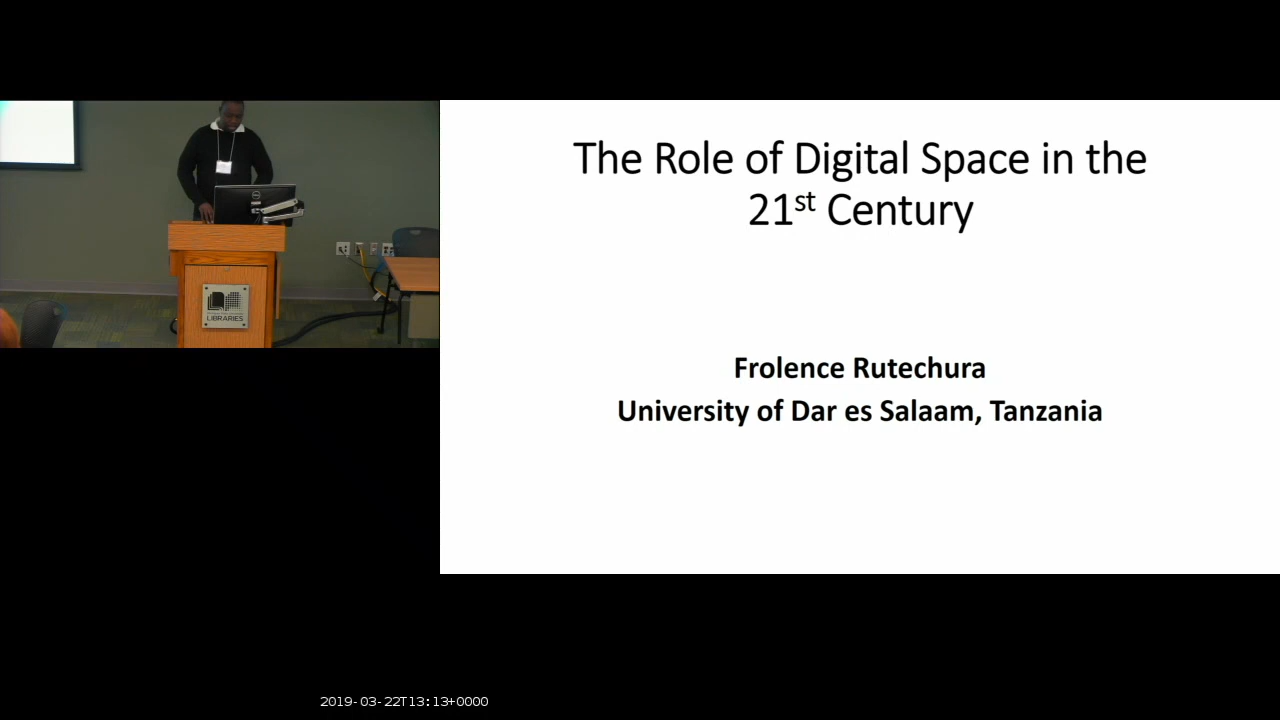 The Role of Digital Space in the
21st Century
Frolence Rutechura
University of Dar es Salaam, Tanzania
LIBRARIES
2019-03-22T13:13+0000